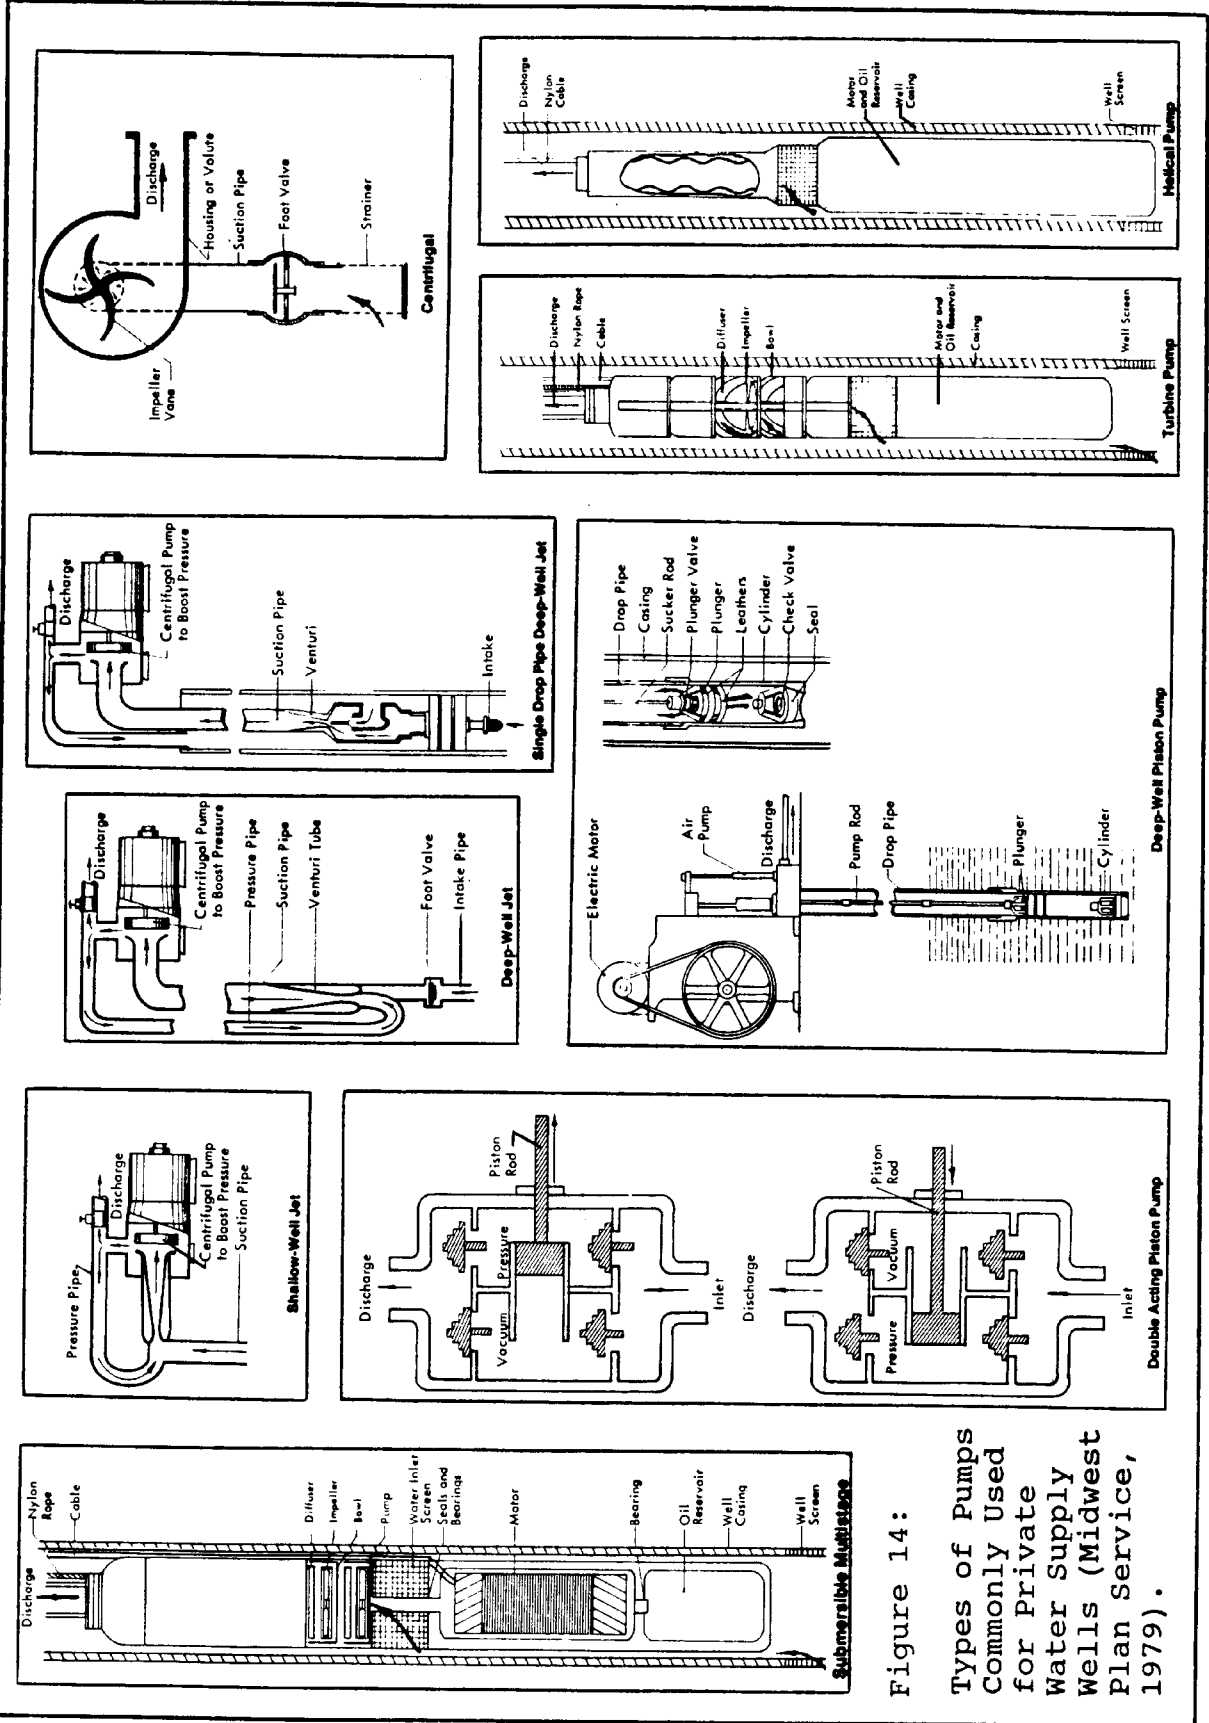 Discharge
Nylon
Rope
Cable
Diffuser
Impeller
Bowl
Pump
Water Inlet
Screen
Seals and
Bearings
Motor
Bearing
Oil
Reservoir
Well
Casing
Well
Screen
Submersible Multistage
Pressure Pipe
Discharge
Centrifugal Pump
to Boost Pressure
Suction Pipe
Shallow-Well Jet
Discharge
Centrifugal Pump
to Boost Pressure
Pressure Pipe
Suction Pipe
Venturi Tube
Foot Valve
Intake Pipe
Deep-Well Jet
Discharge
Centrifugal Pump
to Boost Pressure
Suction Pipe
Venturi
Intake
Single Drop Pipe Deep-Well Jet
Impeller
Vane
Discharge
Housing or Volute
Suction Pipe
Foot Valve
Strainer
Centrifugal
Discharge
Piston
Rod
Vacuum
Pressure
Inlet
Discharge
Piston
Rod
Pressure
Vacuum
Inlet
Double Acting Piston Pump
Electric Motor
Air
Pump
Discharge
Pump Rod
Drop Pipe
Plunger
Cylinder
Drop Pipe
Casing
Sucker Rod
Plunger Valve
Plunger
Leathers
Cylinder
Check Valve
Seal
Deep-Well Piston Pump
Discharge
Nylon Rope
Cable
Diffuser
Impeller
Bowl
Motor and
Oil Reservoir
Casing
Well Screen
Turbine Pump
Discharge
Nylon
Cable
Motor
and Oil
Reservoir
Well
Casing
Well
Screen
Helical Pump
Figure 14:
Types of Pumps
Commonly Used
for Private
Water Supply
Wells (Midwest
Plan Service,
1979).